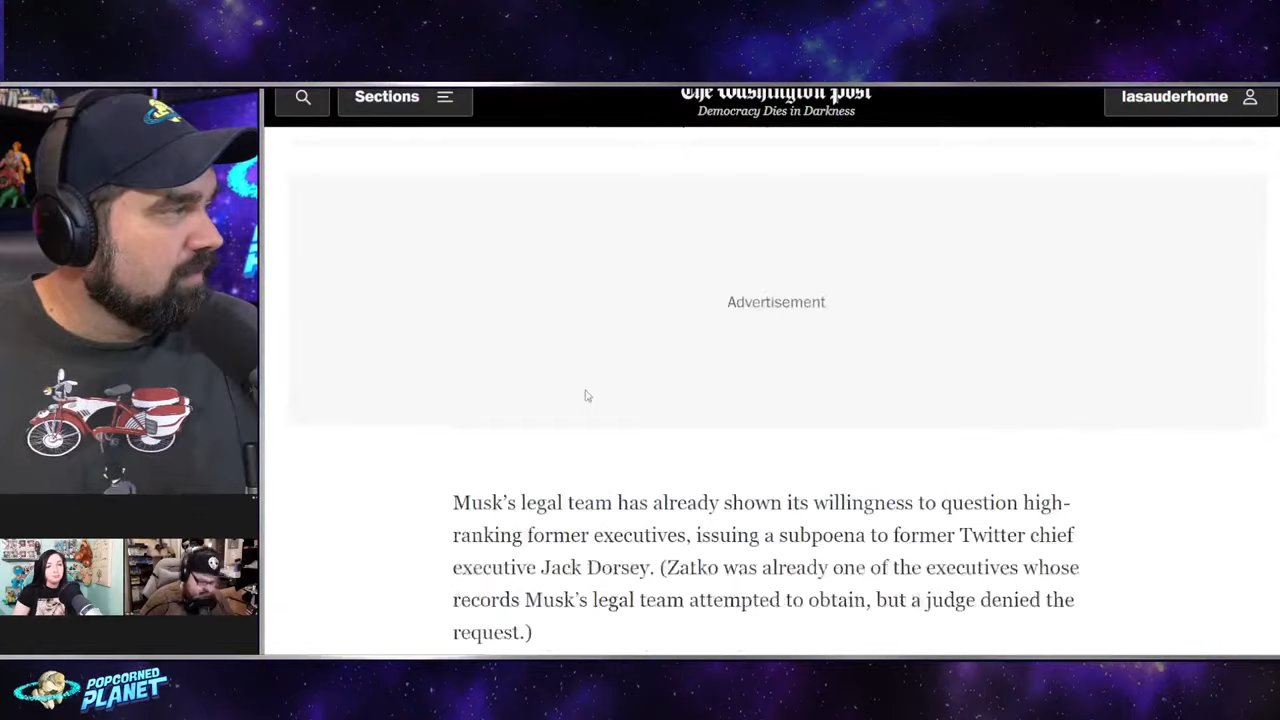 Sections
The Washington Post
Democracy Dies in Darkness
lasauderhome
Advertisement
Musk's legal team has already shown its willingness to question high-
ranking former executives, issuing a subpoena to former Twitter chief
executive Jack Dorsey. (Zatko was already one of the executives whose
records Musk's legal team attempted to obtain, but a judge denied the
request.)
POPCORNED
PLANET